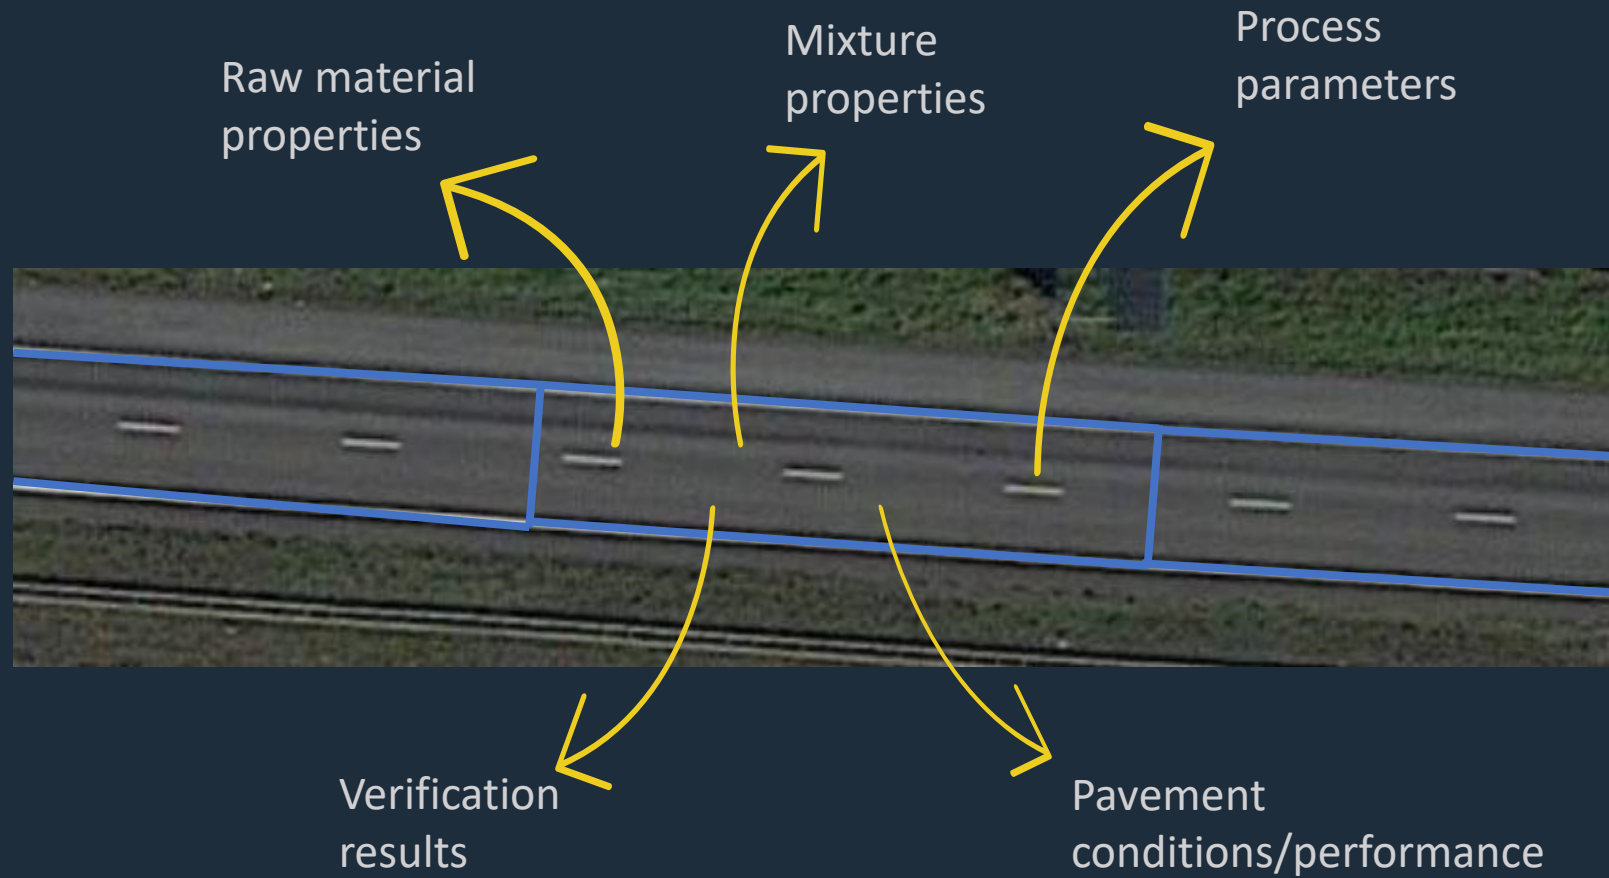 Raw material
properties
Mixture
properties
Process
parameters
Verification
results
Pavement
conditions/performance